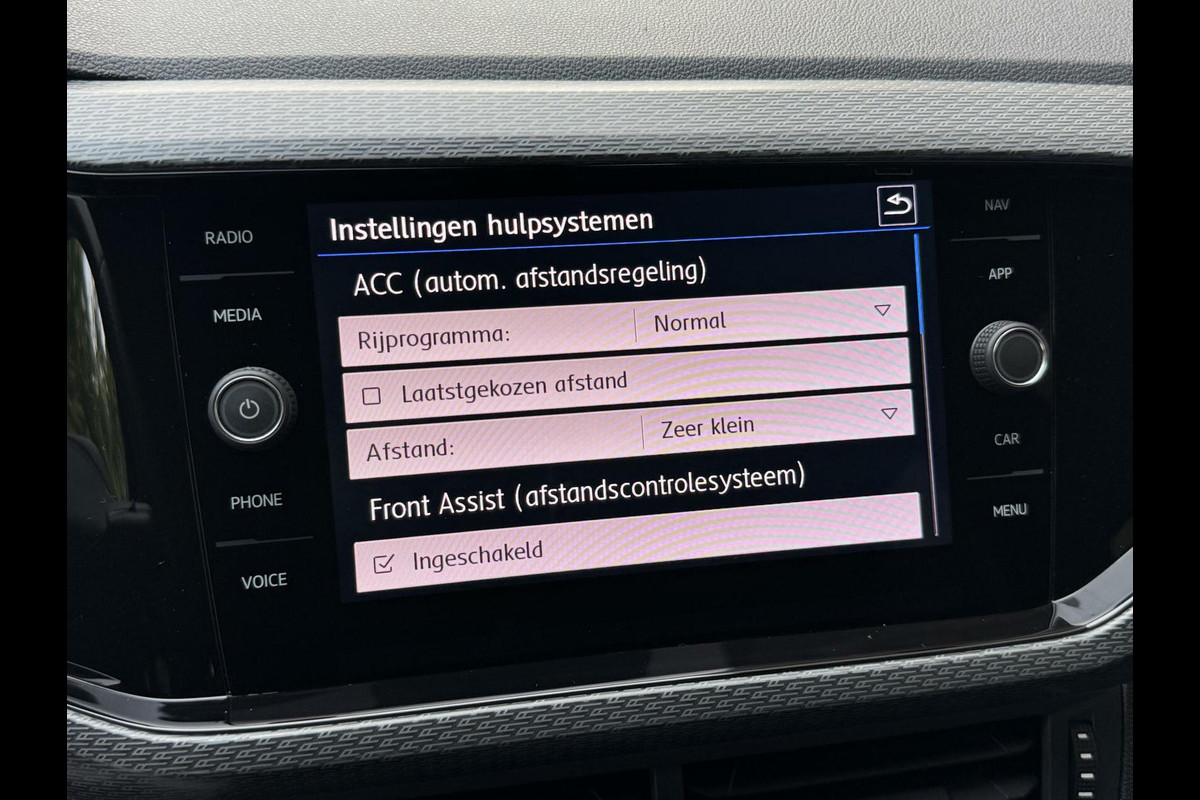 RADIO
MEDIA
PHONE
VOICE
Instellingen hulpsystemen
ACC (autom. afstandsregeling)
Rijprogramma: Normal
Laatstgekozen afstand
Afstand: Zeer klein
Front Assist (afstandscontrolesysteem)
Ingeschakeld
NAV
APP
CAR
MENU